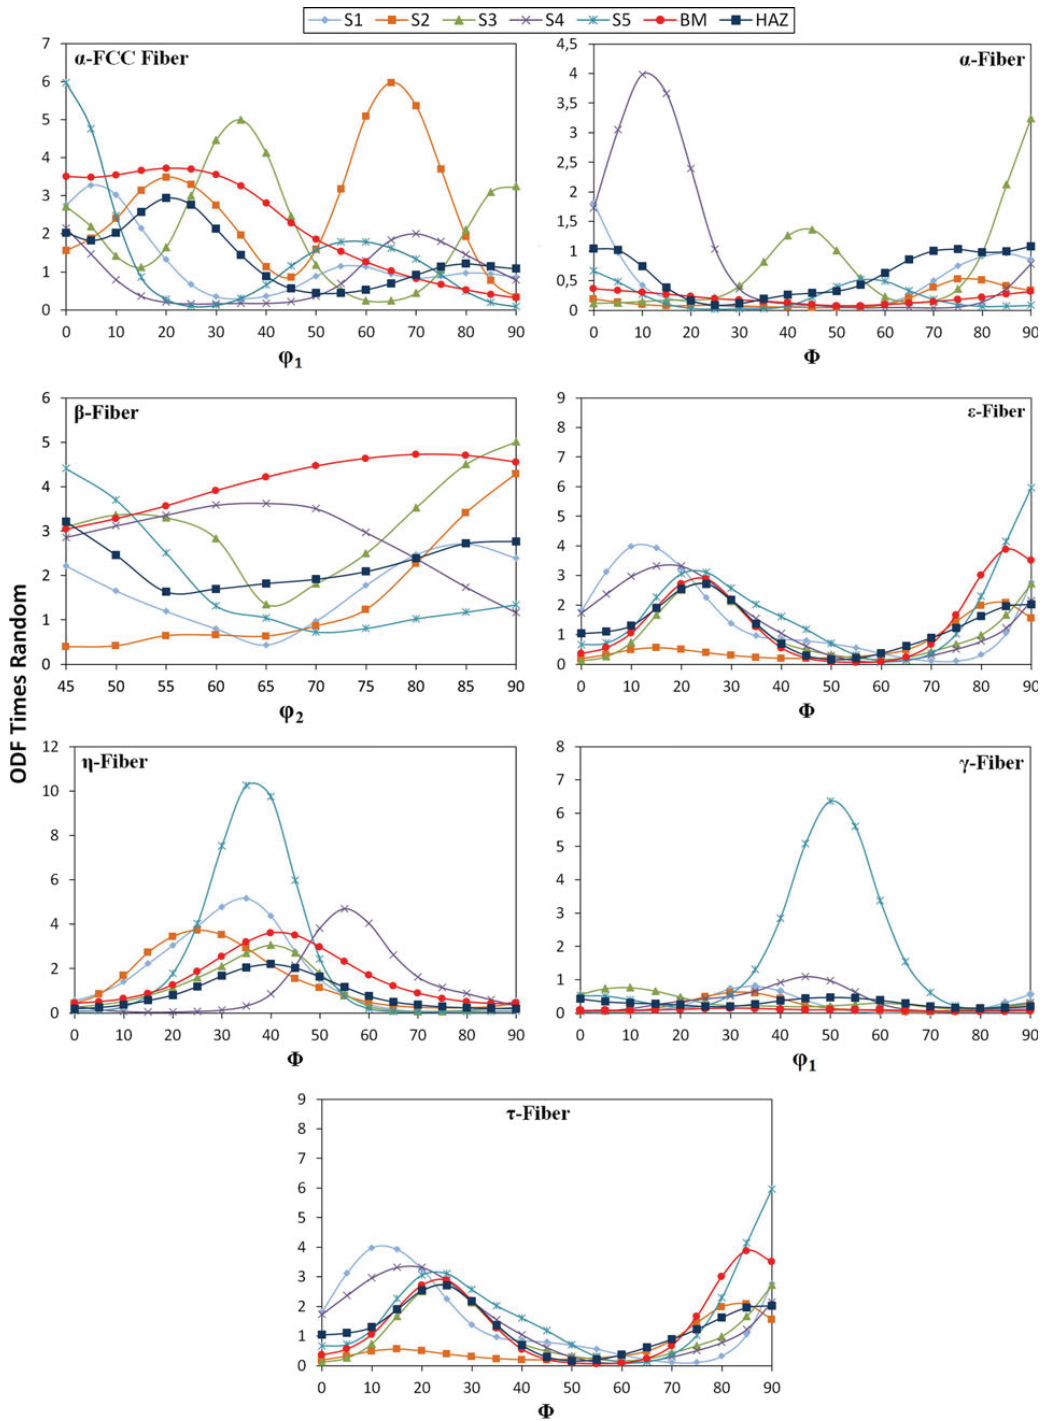 S1 S2 S3 S4 S5 BM HAZ
α-FCC Fiber
7
6
5
4
3
2
1
0
0 10 20 30 40 50 60 70 80 90
φ1
α-Fiber
4,5
4
3,5
3
2,5
2
1,5
1
0,5
0
0 10 20 30 40 50 60 70 80 90
Φ
β-Fiber
6
5
4
3
2
1
0
45 50 55 60 65 70 75 80 85 90
φ2
ε-Fiber
9
8
7
6
5
4
3
2
1
0
0 10 20 30 40 50 60 70 80 90
Φ
ODF Times Random
η-Fiber
12
10
8
6
4
2
0
0 10 20 30 40 50 60 70 80 90
Φ
γ-Fiber
8
7
6
5
4
3
2
1
0
0 10 20 30 40 50 60 70 80 90
φ1
τ-Fiber
9
8
7
6
5
4
3
2
1
0
0 10 20 30 40 50 60 70 80 90
Φ